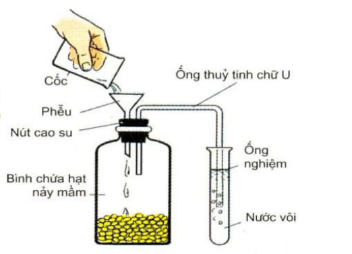 Cốc
Phễu
Nút cao su
Bình chứa hạt
nảy mầm
Ống thuỷ tinh chữ U
Ống
nghiệm
Nước vôi